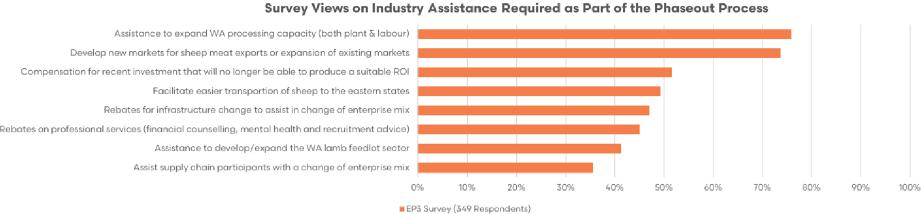 Survey Views on Industry Assistance Required as Part of the Phaseout Process
Assistance to expand WA processing capacity (both plant & labour)
Develop new markets for sheep meat exports or expansion of existing markets
Compensation for recent investment that will no longer be able to produce a suitable ROI
Facilitate easier transportion of sheep to the eastern states
Rebates for infrastructure change to assist in change of enterprise mix
Rebates on professional services (financial counselling, mental health and recruitment advice)
Assistance to develop/expand the WA lamb feedlot sector
Assist supply chain participants with a change of enterprise mix
0% 10% 20% 30% 40% 50% 60% 70% 80% 90% 100%
EP3 Survey (349 Respondents)